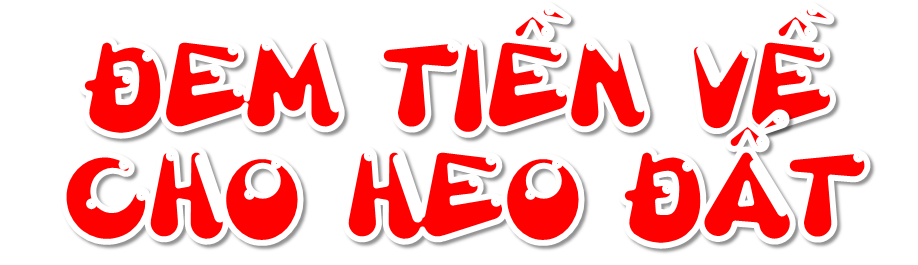 ĐEM TIỀN VỀ
CHO HEO ĐẤT